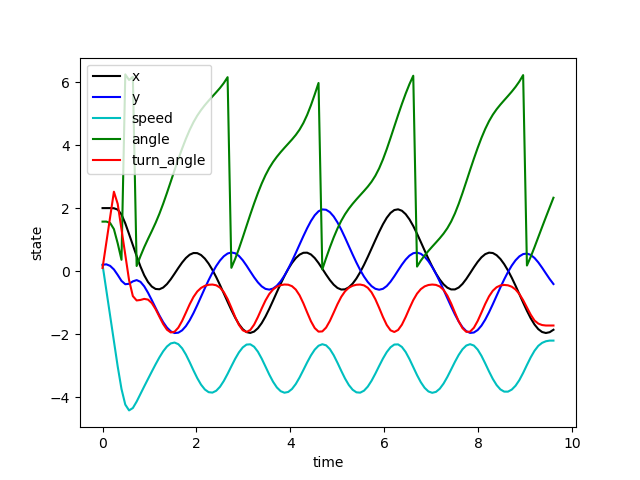 x
y
speed
angle
turn_angle
state
6
4
2
0
−2
−4
0 2 4 6 8 10
time